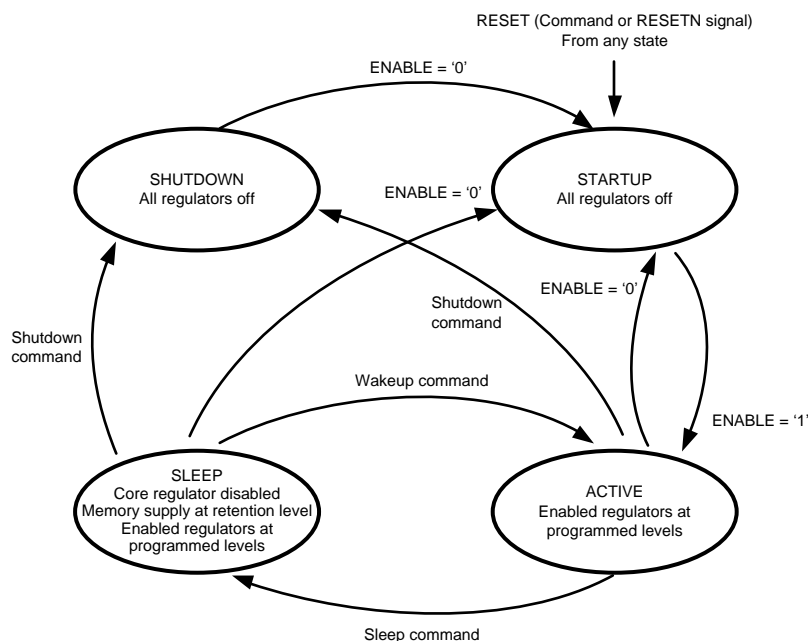 RESET (Command or RESETN signal)
From any state
ENABLE = ‘0’
SHUTDOWN
All regulators off
STARTUP
All regulators off
ENABLE = ‘0’
ENABLE = ‘0’
Shutdown
command
Shutdown
command
Wakeup command
ENABLE = ‘1’
SLEEP
Core regulator disabled
Memory supply at retention level
Enabled regulators at
programmed levels
ACTIVE
Enabled regulators at
programmed levels
Sleep command